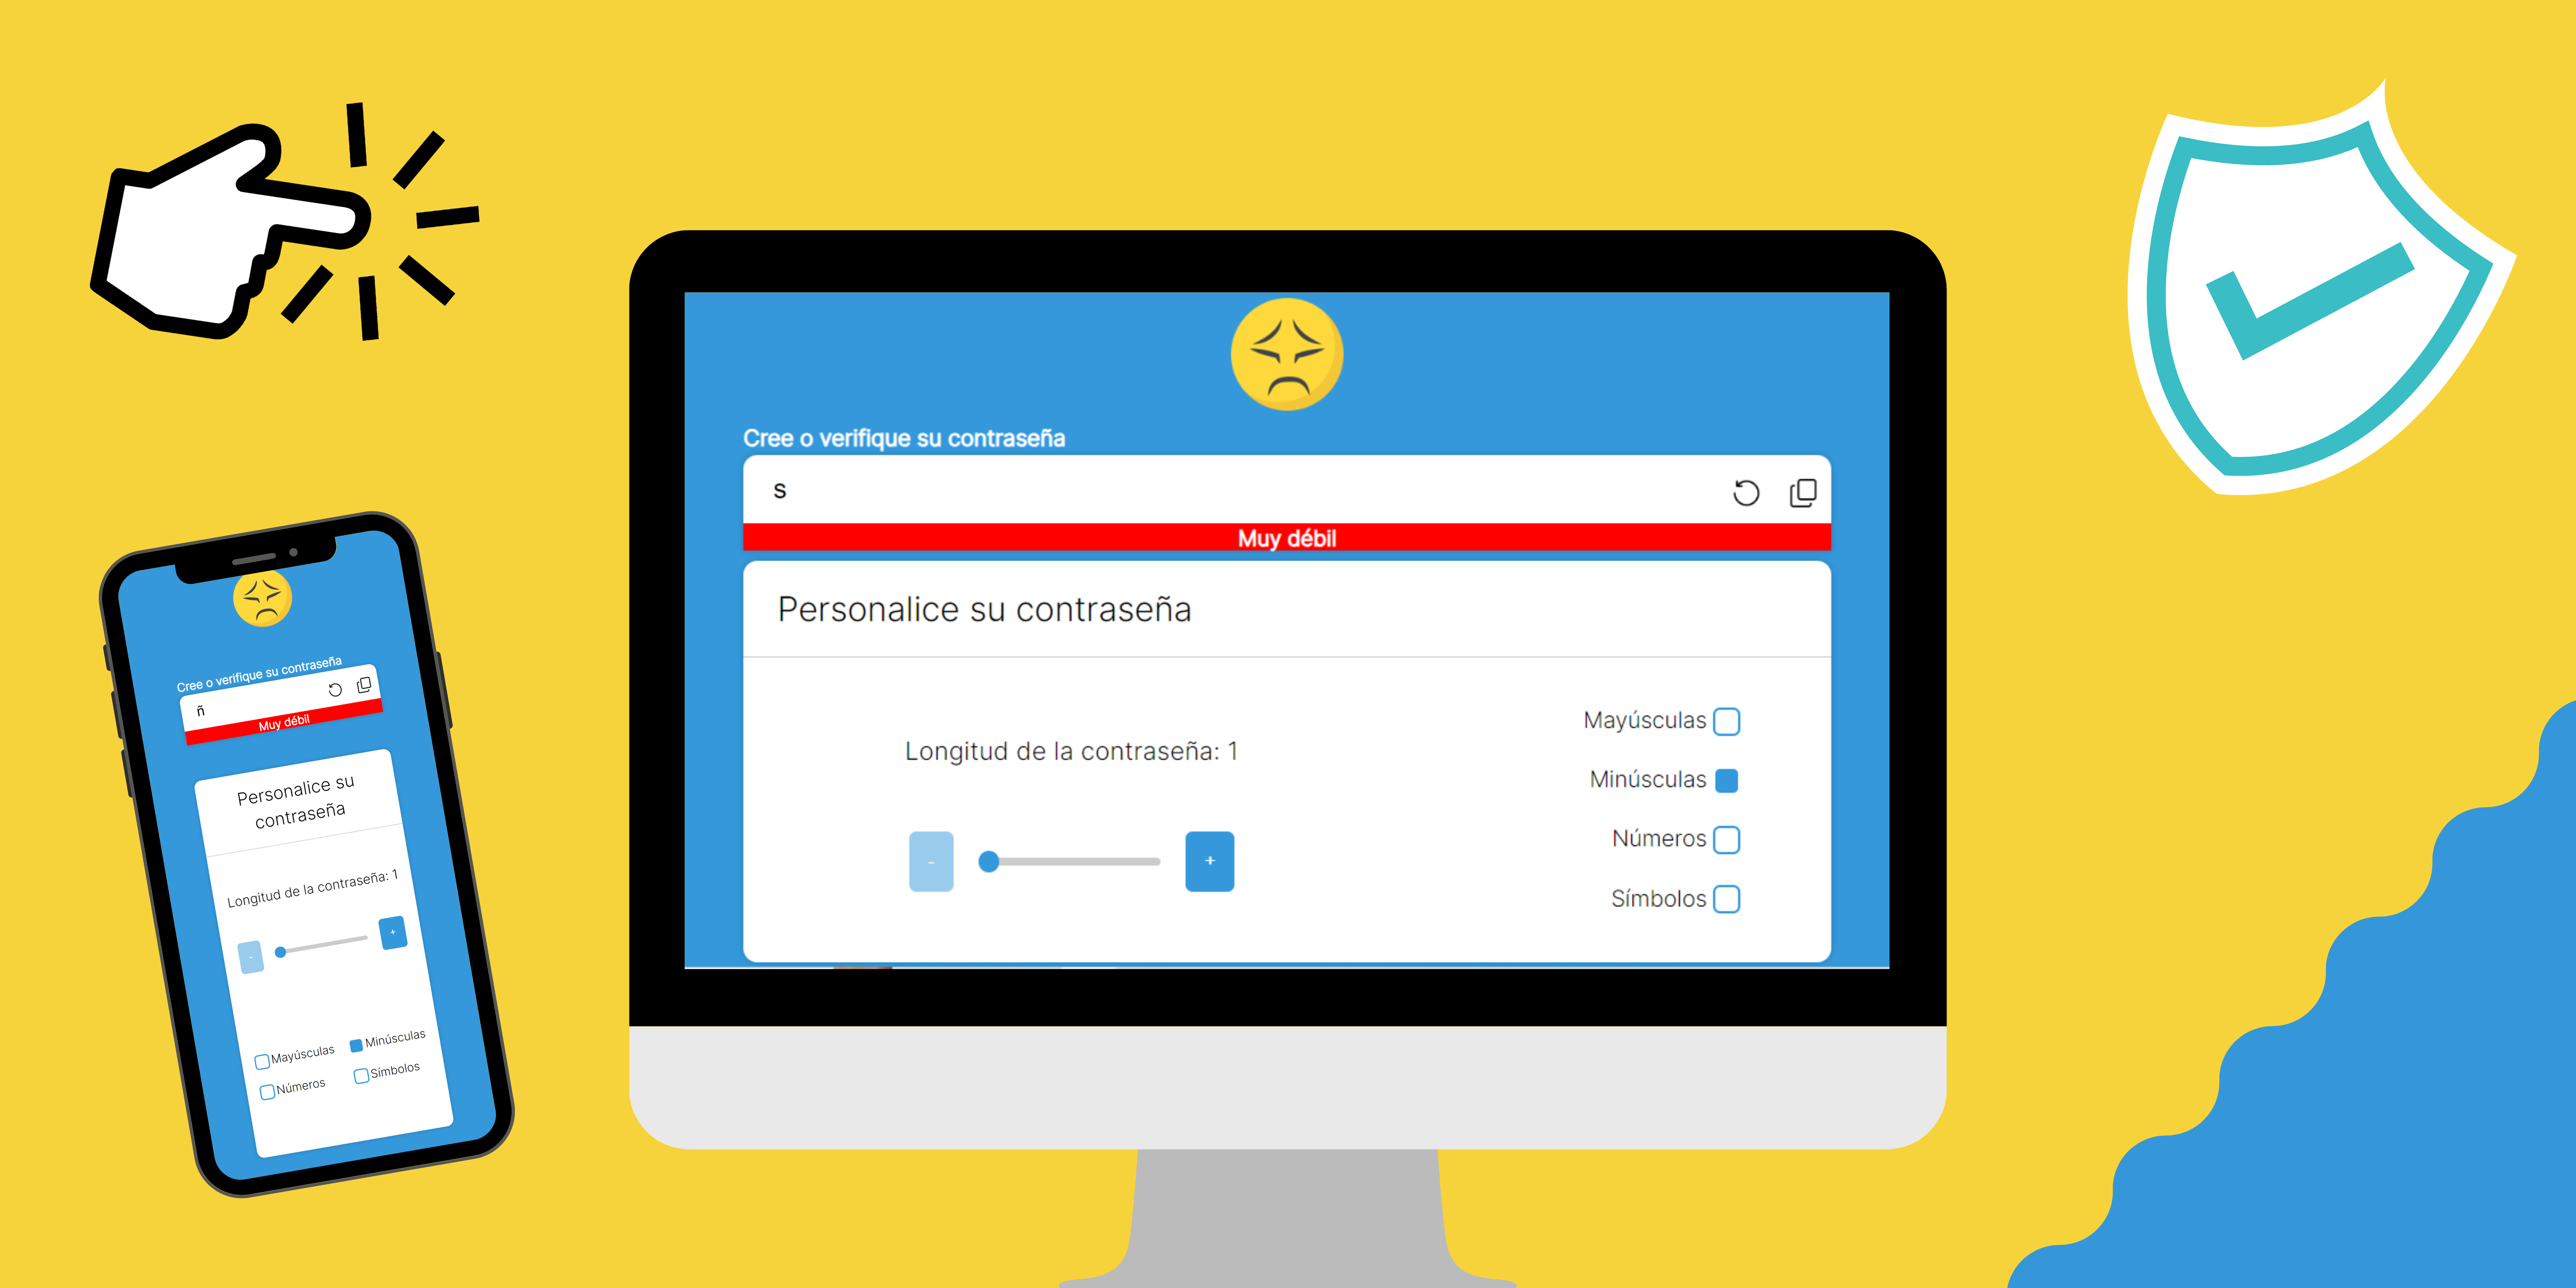 Cree o verifique su contraseña
s
Muy débil
Personalice su contraseña
Longitud de la contraseña: 1
- +
Mayúsculas
Minúsculas
Números
Símbolos
Cree o verifique su contraseña
ñ
Muy débil
Personalice su
contraseña
Longitud de la contraseña: 1
- +
Mayúsculas Minúsculas
Números Símbolos